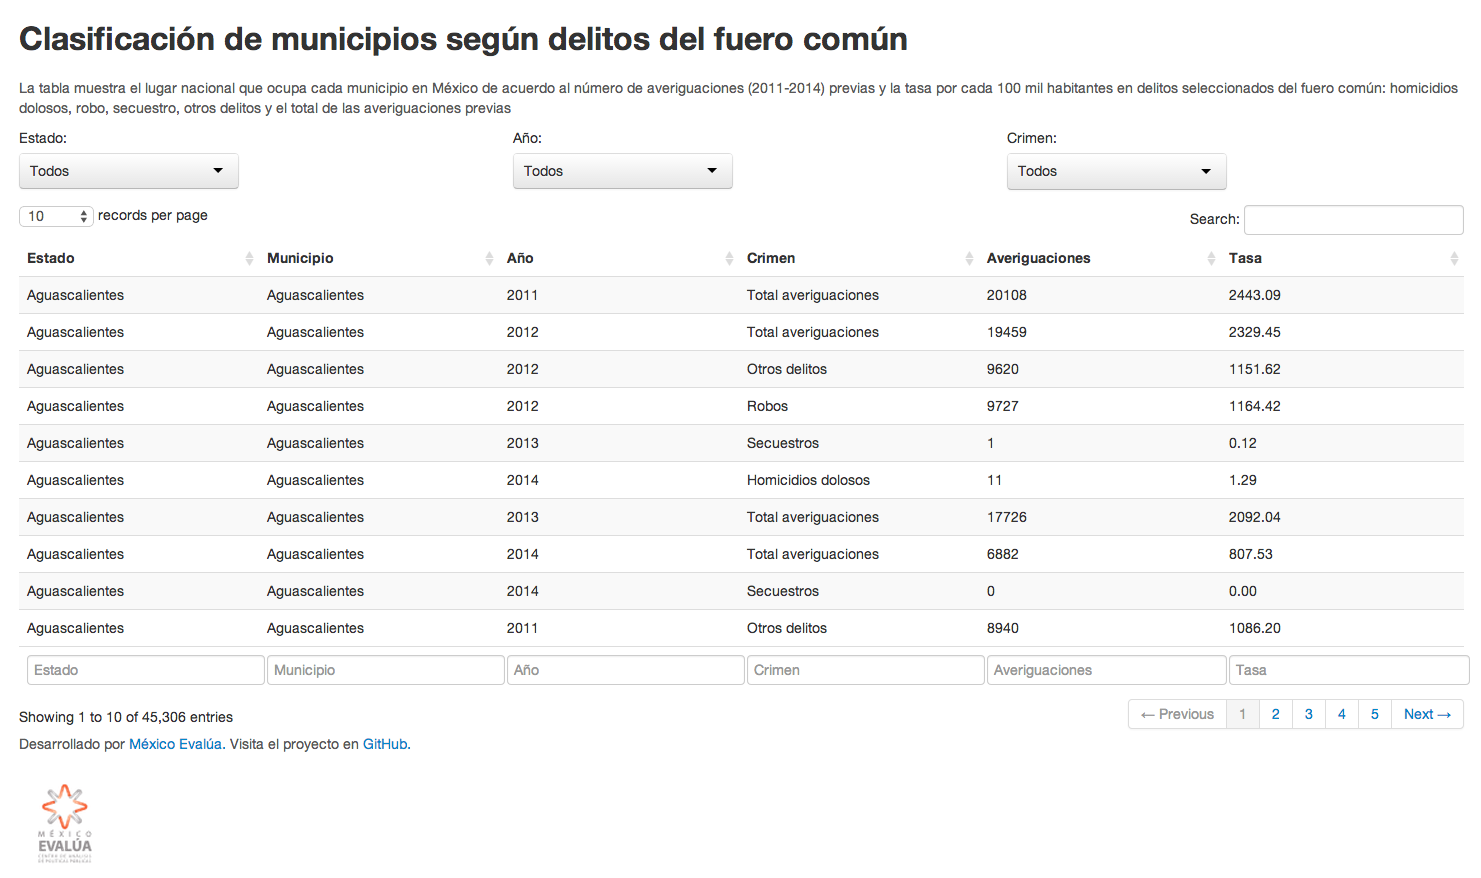 Clasificación de municipios según delitos del fuero común
La tabla muestra el lugar nacional que ocupa cada municipio en México de acuerdo al número de averiguaciones (2011-2014) previas y la tasa por cada 100 mil habitantes en delitos seleccionados del fuero común: homicidios
dolosos, robo, secuestro, otros delitos y el total de las averiguaciones previas
Estado: Año: Crimen:
Todos Todos Todos
10 records per page Search:
Estado Municipio Año Crimen Averiguaciones Tasa
Aguascalientes Aguascalientes 2011 Total averiguaciones 20108 2443.09
Aguascalientes Aguascalientes 2012 Total averiguaciones 19459 2329.45
Aguascalientes Aguascalientes 2012 Otros delitos 9620 1151.62
Aguascalientes Aguascalientes 2012 Robos 9727 1164.42
Aguascalientes Aguascalientes 2013 Secuestros 1 0.12
Aguascalientes Aguascalientes 2014 Homicidios dolosos 11 1.29
Aguascalientes Aguascalientes 2013 Total averiguaciones 17726 2092.04
Aguascalientes Aguascalientes 2014 Total averiguaciones 6882 807.53
Aguascalientes Aguascalientes 2014 Secuestros 0 0.00
Aguascalientes Aguascalientes 2011 Otros delitos 8940 1086.20
Estado Municipio Año Crimen Averiguaciones Tasa
Showing 1 to 10 of 45,306 entries ← Previous 1 2 3 4 5 Next →
Desarrollado por México Evalúa. Visita el proyecto en GitHub.
MÉXICO
EVALÚA
CENTRO DE ANÁLISIS
DE POLÍTICAS PÚBLICAS